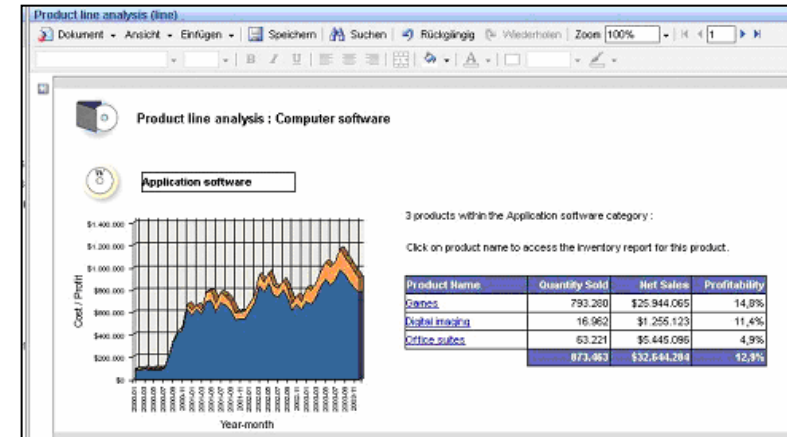 Product line analysis (line)
Dokument Ansicht Einfügen Speichern Suchen Rückgängig Wiederholen Zoom 100% 1
B I U A
Product line analysis : Computer software
Application software
3 products within the Application software category :
Click on product name to access the inventory report for this product.
Product Name Quantity Sold Net Sales Profitability
Games 793.280 $25.944.065 14,8%
Digital imaging 16.962 $1.255.123 11,4%
Office suites 63.221 $5.445.096 4,9%
873.463 $32.644.284 12,9%
Cost / Profit
$1.400.000
$1.200.000
$1.000.000
$800.000
$600.000
$400.000
$200.000
$0
Year-month